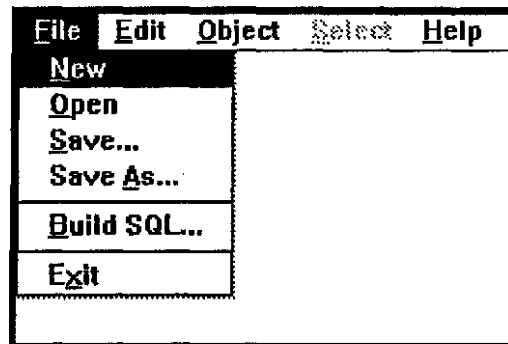 File Edit Object Select Help
New
Open
Save...
Save As...
Build SQL...
Exit